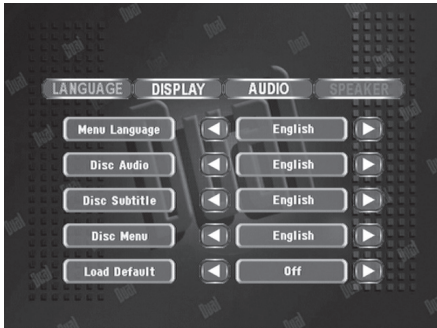 LANGUAGE DISPLAY AUDIO SPEAKER
Menu Language English
Disc Audio English
Disc Subtitle English
Disc Menu English
Load Default Off
Dual